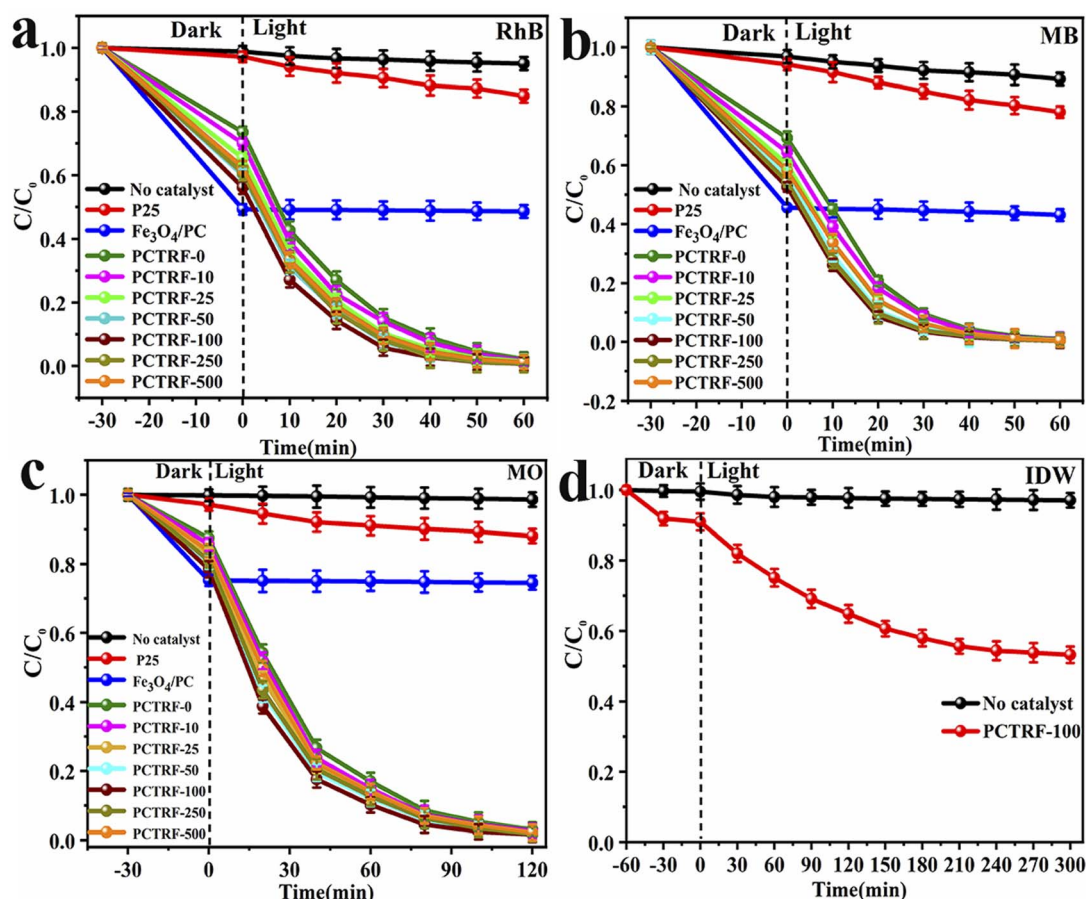 a
Dark
Light
RhB
1.0
0.8
0.6
0.4
0.2
0.0
C/C₀
No catalyst
P25
Fe₃O₄/PC
PCTRF-0
PCTRF-10
PCTRF-25
PCTRF-50
PCTRF-100
PCTRF-250
PCTRF-500
-30 -20 -10 0 10 20 30 40 50 60
Time(min)
b
Dark
Light
MB
1.0
0.8
0.6
0.4
0.2
0.0
-0.2
C/C₀
No catalyst
P25
Fe₃O₄/PC
PCTRF-0
PCTRF-10
PCTRF-25
PCTRF-50
PCTRF-100
PCTRF-250
PCTRF-500
-30 -20 -10 0 10 20 30 40 50 60
Time(min)
c
Dark
Light
MO
1.0
0.8
0.6
0.4
0.2
0.0
C/C₀
No catalyst
P25
Fe₃O₄/PC
PCTRF-0
PCTRF-10
PCTRF-25
PCTRF-50
PCTRF-100
PCTRF-250
PCTRF-500
-30 0 30 60 90 120
Time(min)
d
Dark
Light
IDW
1.0
0.8
0.6
0.4
0.2
0.0
C/C₀
No catalyst
PCTRF-100
-60 -30 0 30 60 90 120 150 180 210 240 270 300
Time(min)